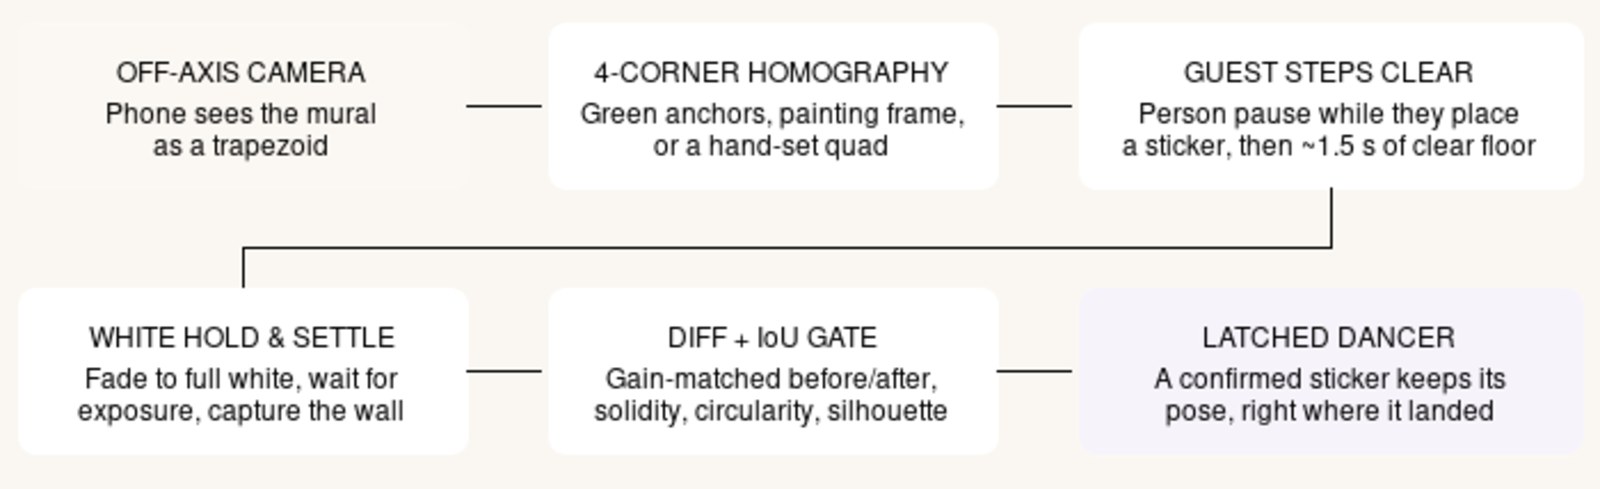 OFF-AXIS CAMERA
Phone sees the mural
as a trapezoid
4-CORNER HOMOGRAPHY
Green anchors, painting frame,
or a hand-set quad
GUEST STEPS CLEAR
Person pause while they place
a sticker, then ~1.5 s of clear floor
WHITE HOLD & SETTLE
Fade to full white, wait for
exposure, capture the wall
DIFF + IoU GATE
Gain-matched before/after,
solidity, circularity, silhouette
LATCHED DANCER
A confirmed sticker keeps its
pose, right where it landed